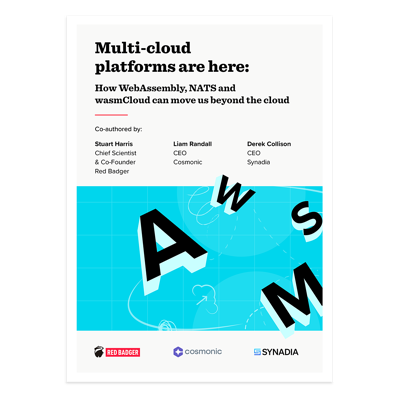 Multi-cloud
platforms are here:
How WebAssembly, NATS and
wasmCloud can move us beyond the cloud
Co-authored by:
Stuart Harris
Chief Scientist
& Co-Founder
Red Badger
Liam Randall
CEO
Cosmonic
Derek Collison
CEO
Synadia
W
A
S
M
RED BADGER
cosmonic
SYNADIA